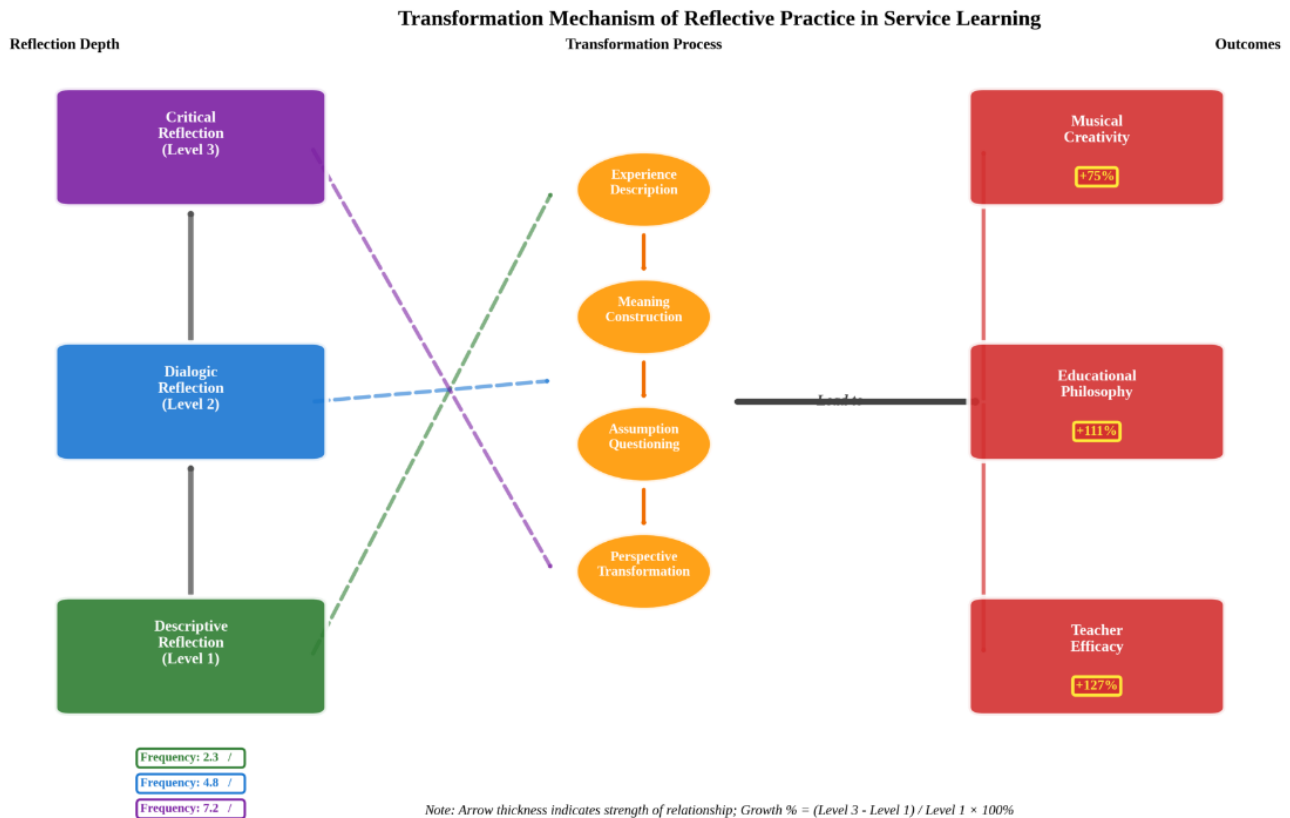 Transformation Mechanism of Reflective Practice in Service Learning
Reflection Depth
Transformation Process
Outcomes
Critical
Reflection
(Level 3)
Dialogic
Reflection
(Level 2)
Descriptive
Reflection
(Level 1)
Frequency: 2.3 /
Frequency: 4.8 /
Frequency: 7.2 /
Experience
Description
Meaning
Construction
Assumption
Questioning
Perspective
Transformation
Lead to
Musical
Creativity
+75%
Educational
Philosophy
+111%
Teacher
Efficacy
+127%
Note: Arrow thickness indicates strength of relationship; Growth % = (Level 3 - Level 1) / Level 1 × 100%